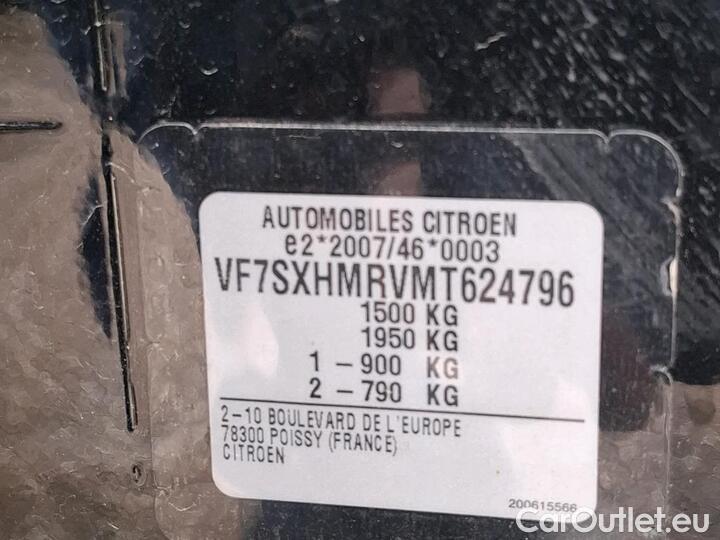 AUTOMOBILES CITROEN
e2*2007/46*0003
VF7SXHMRVMT624796
1500 KG
1950 KG
1 - 900 KG
2 - 790 KG
2-10 BOULEVARD DE L'EUROPE
78300 POISSY (FRANCE)
CITROEN
200615566
CarOutlet.eu